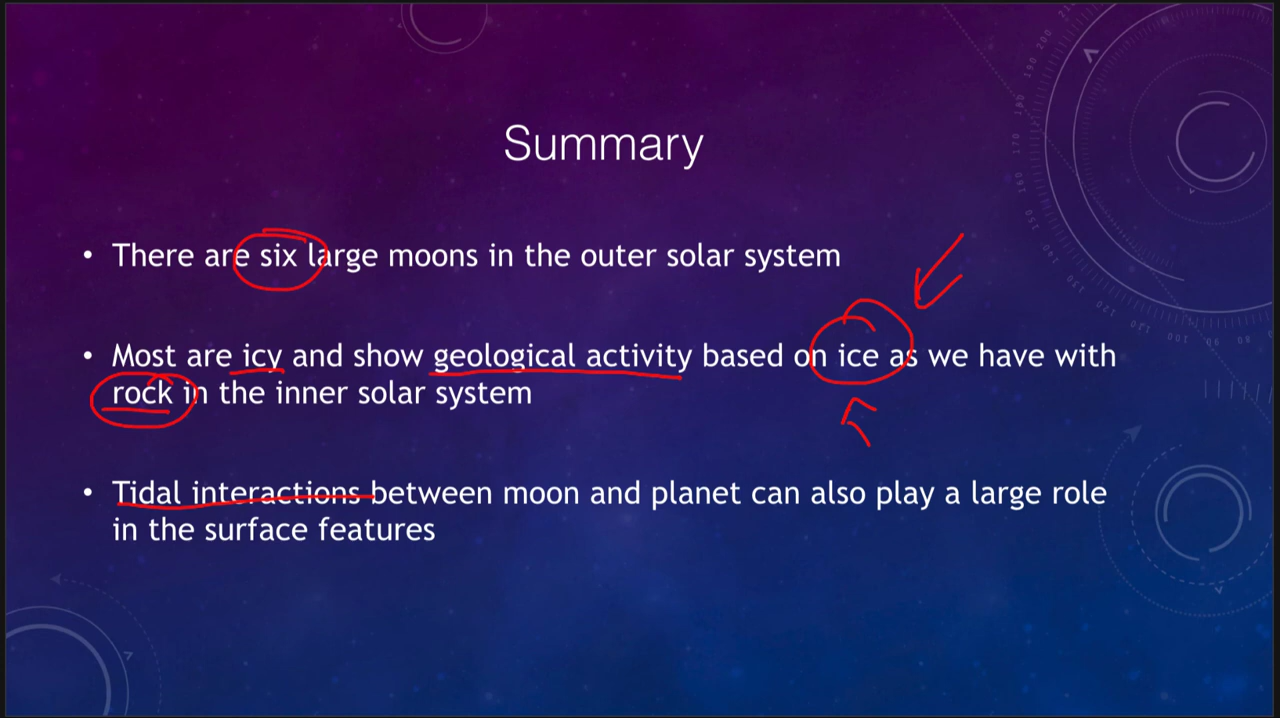 Summary
• There are six large moons in the outer solar system
• Most are icy and show geological activity based on ice as we have with
rock in the inner solar system
• Tidal interactions between moon and planet can also play a large role
in the surface features